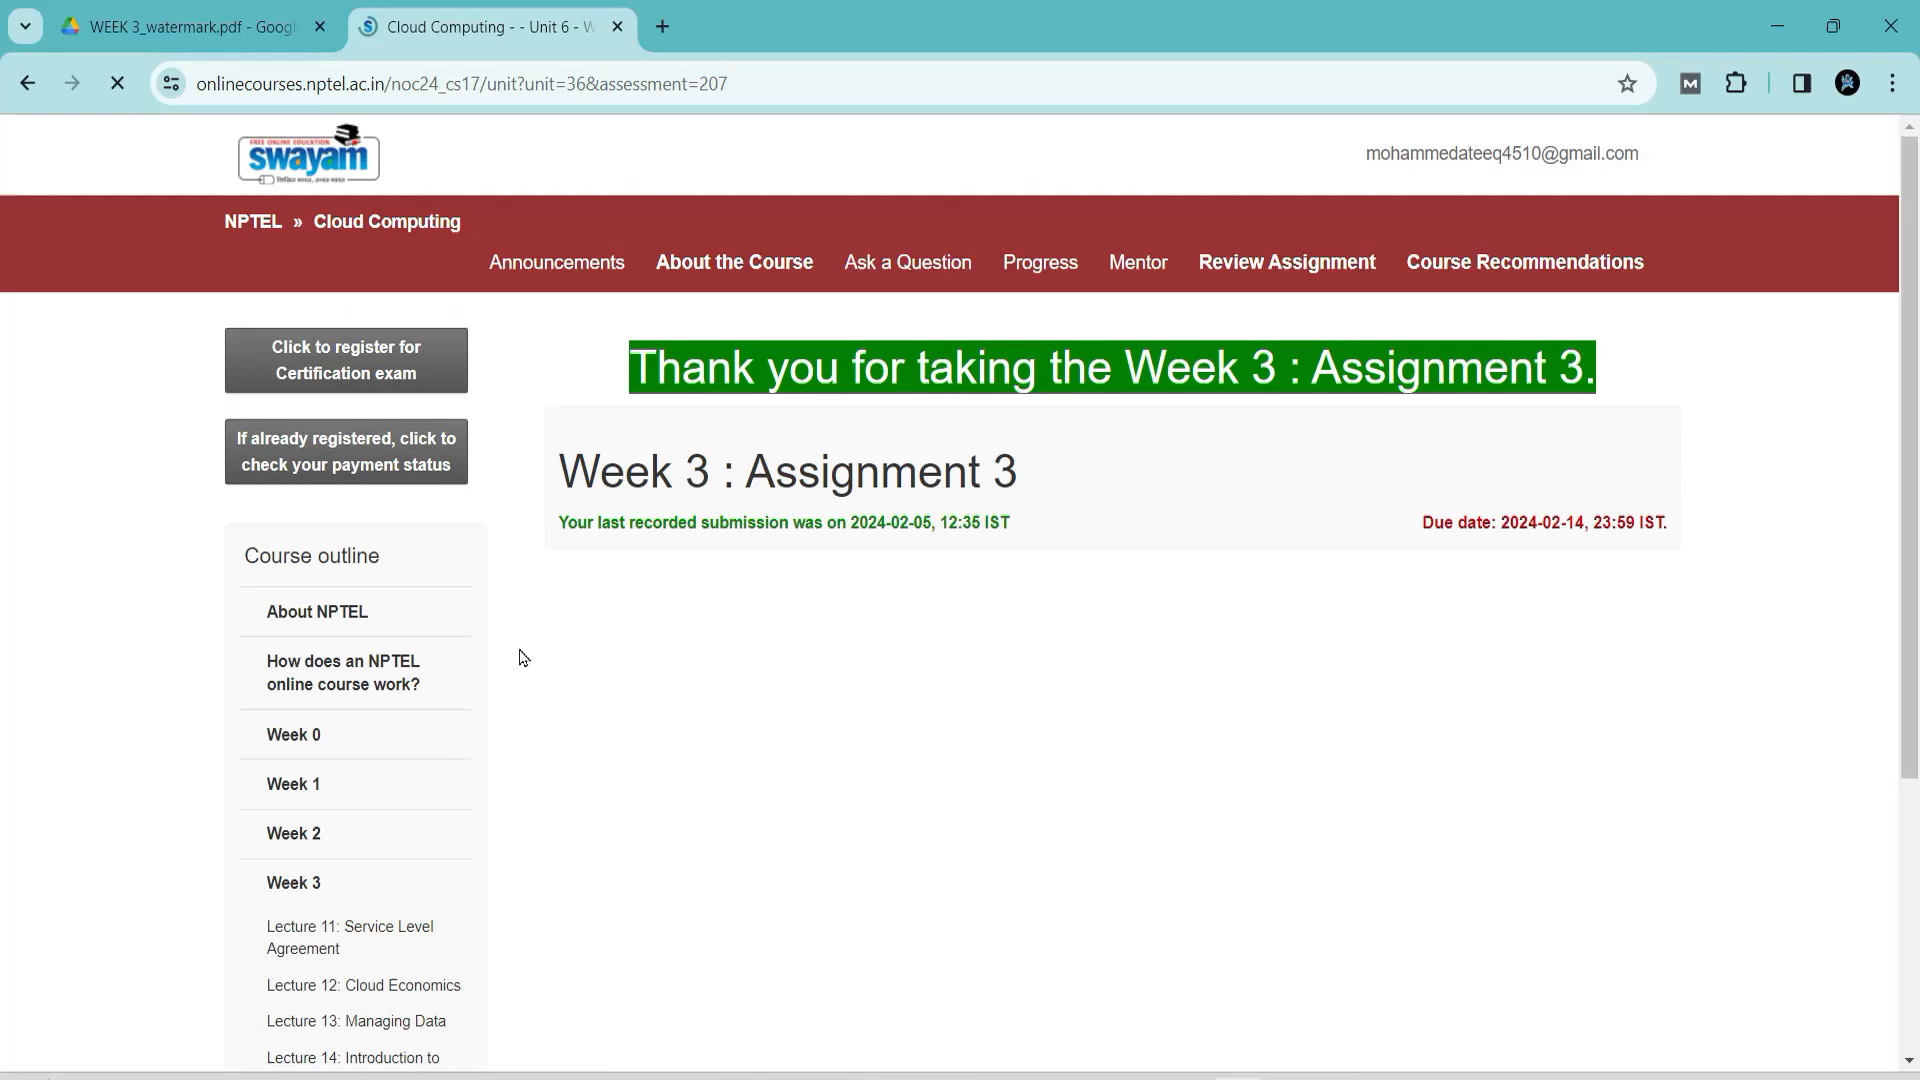 WEEK 3_watermark.pdf - Googl
Cloud Computing - - Unit 6 - W
onlinecourses.nptel.ac.in/noc24_cs17/unit?unit=36&assessment=207
FREE ONLINE EDUCATION
swayam
mohammedateeq4510@gmail.com
NPTEL » Cloud Computing
Announcements About the Course Ask a Question Progress Mentor Review Assignment Course Recommendations
Click to register for
Certification exam
If already registered, click to
check your payment status
Thank you for taking the Week 3 : Assignment 3.
Week 3 : Assignment 3
Your last recorded submission was on 2024-02-05, 12:35 IST
Due date: 2024-02-14, 23:59 IST.
Course outline
About NPTEL
How does an NPTEL
online course work?
Week 0
Week 1
Week 2
Week 3
Lecture 11: Service Level
Agreement
Lecture 12: Cloud Economics
Lecture 13: Managing Data
Lecture 14: Introduction to